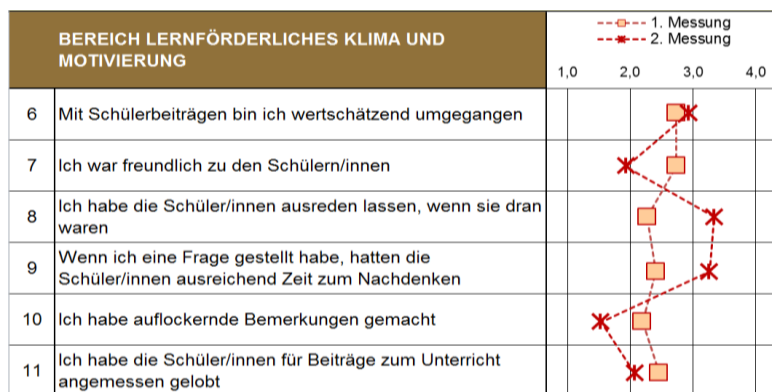 BEREICH LERNFÖRDERLICHES KLIMA UND
MOTIVIERUNG
1. Messung
2. Messung
1,0 2,0 3,0 4,0
6 Mit Schülerbeiträgen bin ich wertschätzend umgegangen
7 Ich war freundlich zu den Schülern/innen
8 Ich habe die Schüler/innen ausreden lassen, wenn sie dran
waren
9 Wenn ich eine Frage gestellt habe, hatten die
Schüler/innen ausreichend Zeit zum Nachdenken
10 Ich habe auflockernde Bemerkungen gemacht
11 Ich habe die Schüler/innen für Beiträge zum Unterricht
angemessen gelobt